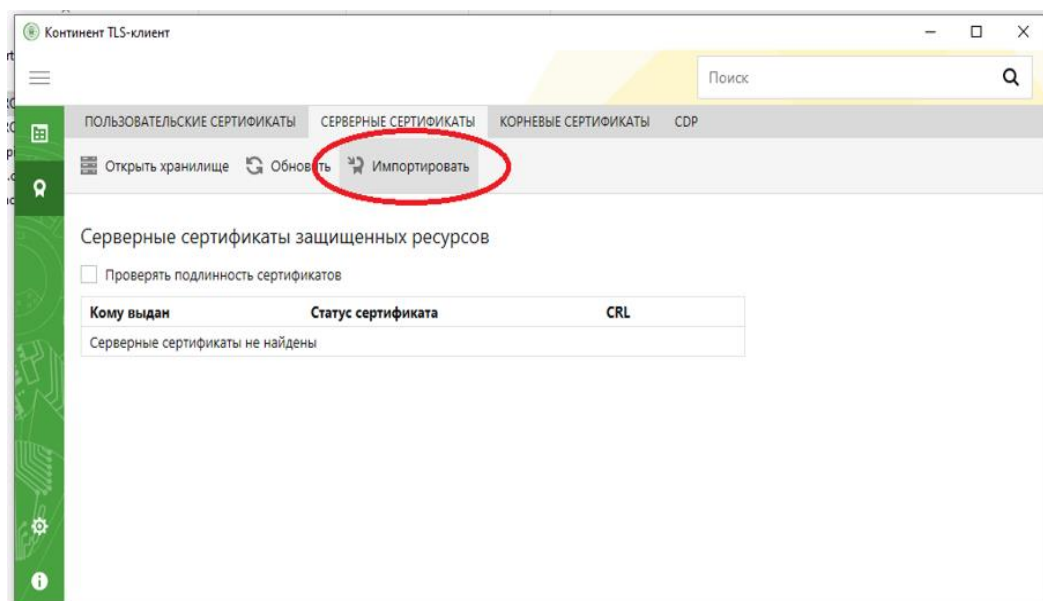 Континент TLS-клиент
Поиск
ПОЛЬЗОВАТЕЛЬСКИЕ СЕРТИФИКАТЫ СЕРВЕРНЫЕ СЕРТИФИКАТЫ КОРНЕВЫЕ СЕРТИФИКАТЫ CDP
Открыть хранилище Обновить Импортировать
Серверные сертификаты защищенных ресурсов
Проверять подлинность сертификатов
Кому выдан Статус сертификата CRL
Серверные сертификаты не найдены